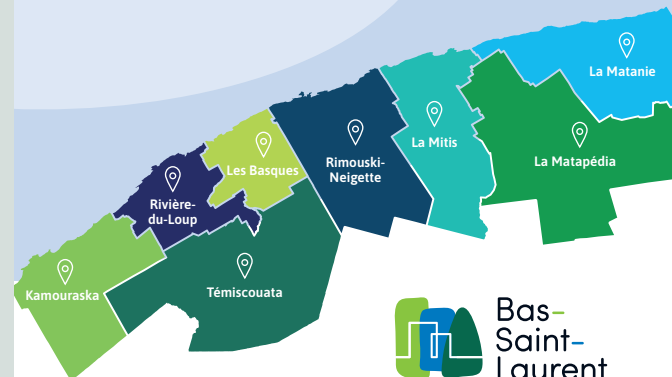 La Matanie
La Mitis
La Matapédia
Les Basques
Rimouski-
Neigette
Rivière-
du-Loup
Kamouraska
Témiscouata
Bas-
Saint-
Laurent